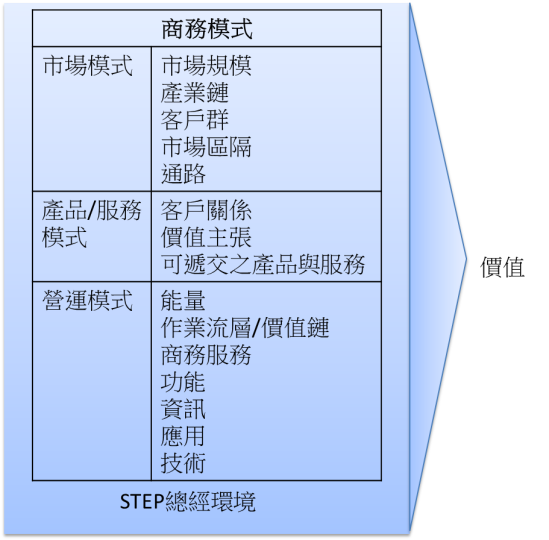 商務模式
市場模式
市場規模
產業鏈
客戶群
市場區隔
通路
產品/服務
模式
客戶關係
價值主張
可遞交之產品與服務
營運模式
能量
作業流層/價值鏈
商務服務
功能
資訊
應用
技術
STEP總經環境
價值